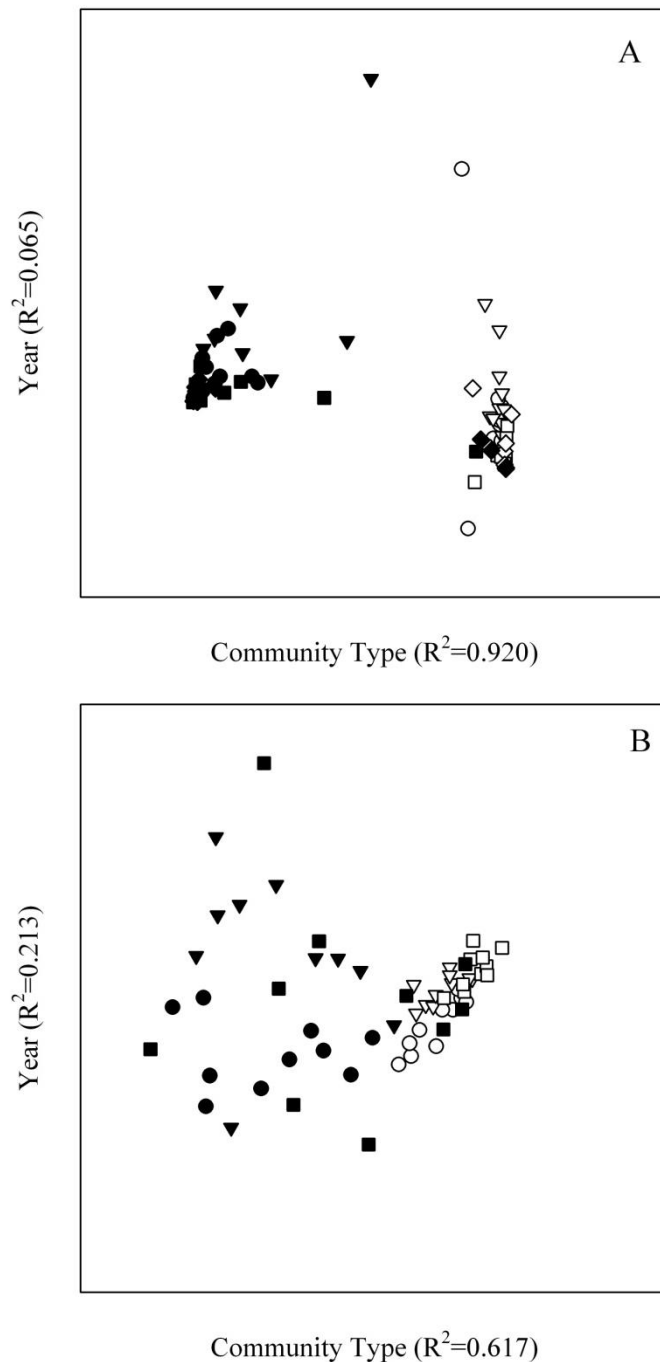 A
Year (R²=0.065)
Community Type (R²=0.920)
B
Year (R²=0.213)
Community Type (R²=0.617)